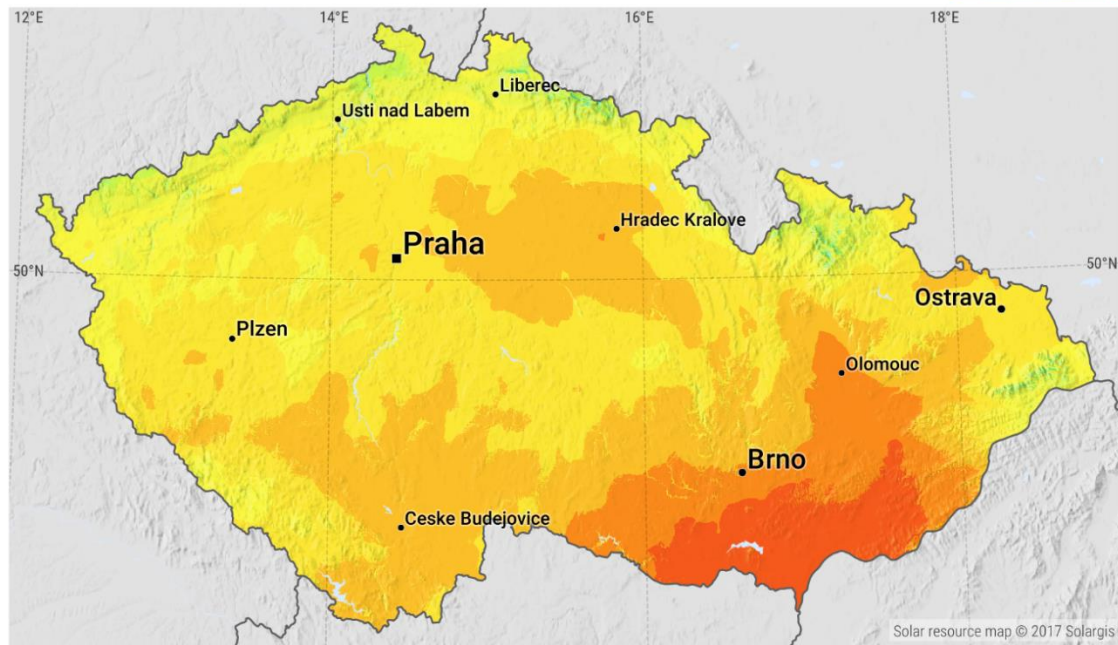 12°E
14°E
16°E
18°E
Liberec
Usti nad Labem
Hradec Kralove
Praha
50°N
50°N
Ostrava
Plzen
Olomouc
Brno
Ceske Budejovice
Solar resource map © 2017 Solargis